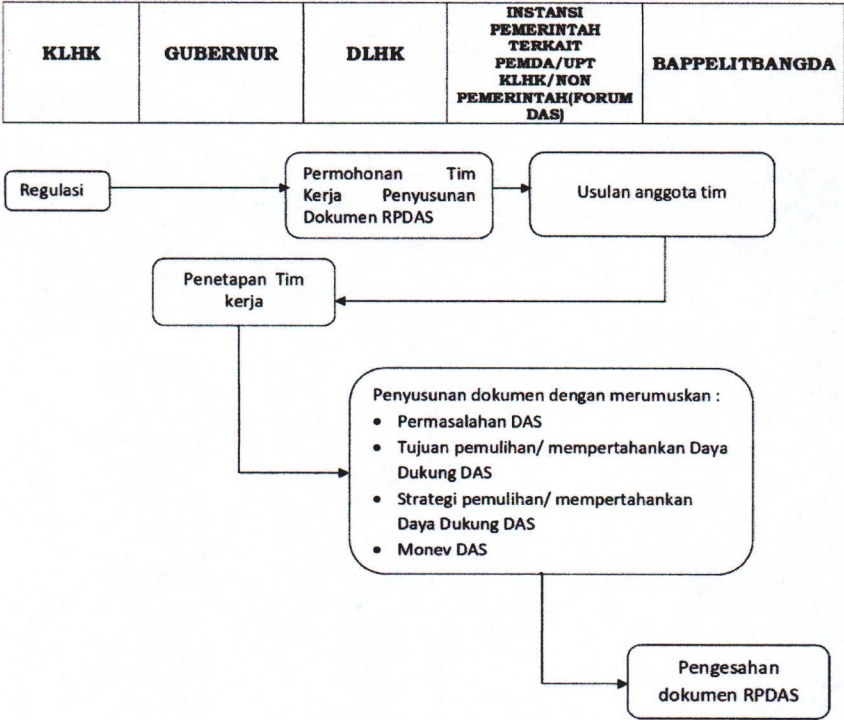 KLHK
GUBERNUR
DLHK
INSTANSI
PEMERINTAH
TERKAIT
PEMDA/UPT
KLHK/NON
PEMERINTAH(FORUM
DAS)
BAPPELITBANGDA
Regulasi
Permohonan Tim
Kerja Penyusunan
Dokumen RPDAS
Usulan anggota tim
Penetapan Tim
kerja
Penyusunan dokumen dengan merumuskan :
• Permasalahan DAS
• Tujuan pemulihan/ mempertahankan Daya
Dukung DAS
• Strategi pemulihan/ mempertahankan
Daya Dukung DAS
• Monev DAS
Pengesahan
dokumen RPDAS